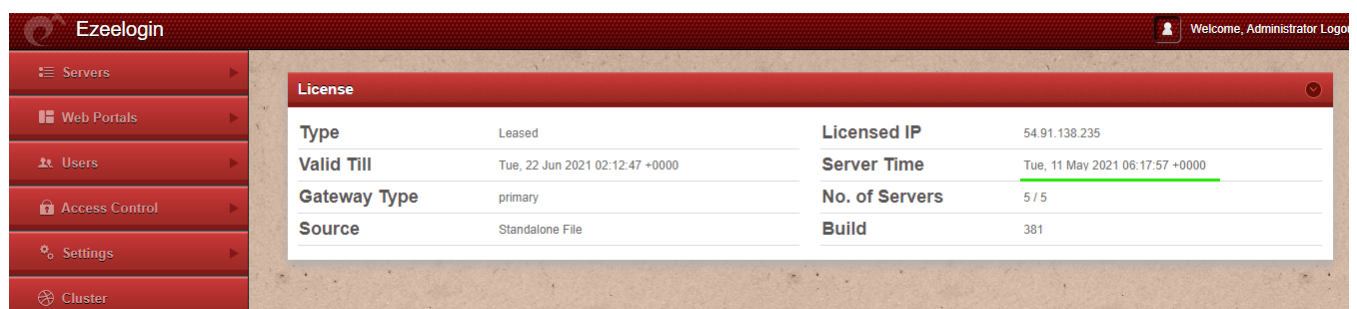 Ezeelogin
Welcome, Administrator Logou
Servers
Web Portals
Users
Access Control
Settings
Cluster
License
Type Leased Licensed IP 54.91.138.235
Valid Till Tue, 22 Jun 2021 02:12:47 +0000 Server Time Tue, 11 May 2021 06:17:57 +0000
Gateway Type primary No. of Servers 5 / 5
Source Standalone File Build 381